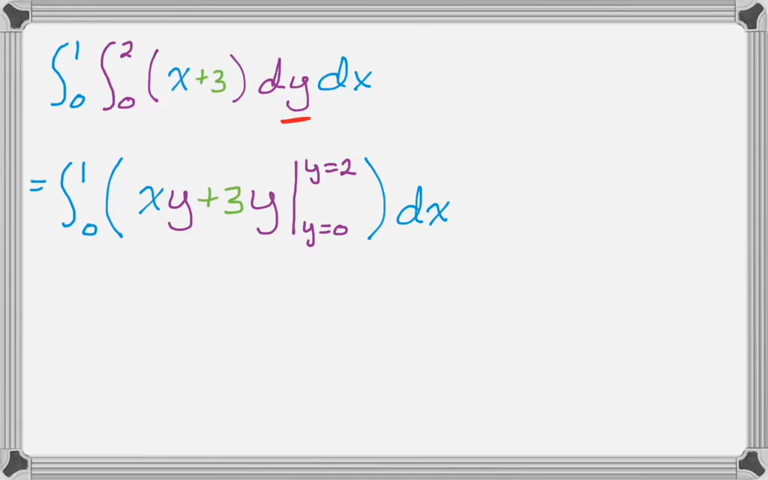 ∫₀¹ ∫₀² (x+3) dy dx
= ∫₀¹ ( xy+3y |_{y=0}^{y=2} ) dx